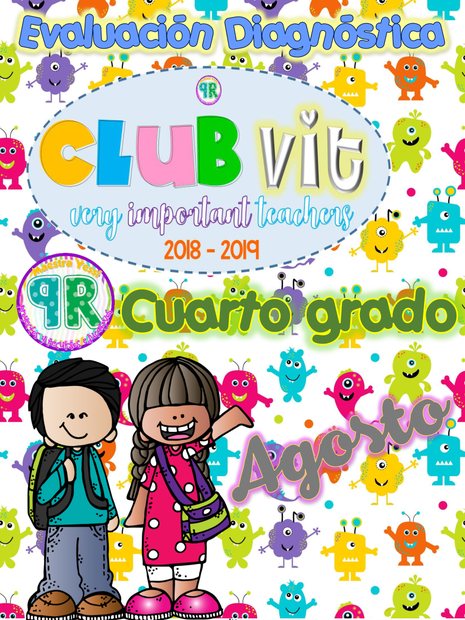 Evaluación Diagnóstica
PR
CLUB vit
very important teachers
2018 - 2019
PR
Cuarto grado
Agosto